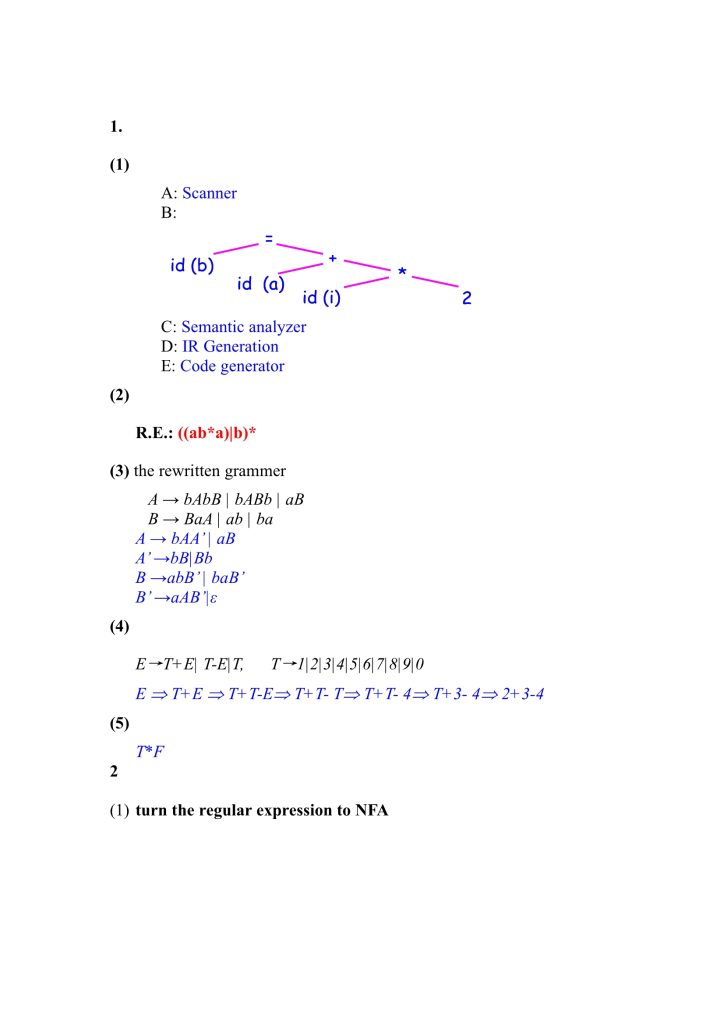 1.
(1)
A: Scanner
B:
=
id (b)
+
id (a)
*
id (i)
2
C: Semantic analyzer
D: IR Generation
E: Code generator
(2)
R.E.: ((ab*a)|b)*
(3) the rewritten grammer
A → bAbB | bABb | aB
B → BaA | ab | ba
A → bAA’ | aB
A’ →bB|Bb
B →abB’ | baB’
B’ →aAB’|ε
(4)
E→T+E| T-E|T, T→1|2|3|4|5|6|7|8|9|0
E ⇒ T+E ⇒ T+T-E⇒ T+T- T⇒ T+T- 4⇒ T+3- 4⇒ 2+3-4
(5)
T*F
2
(1) turn the regular expression to NFA